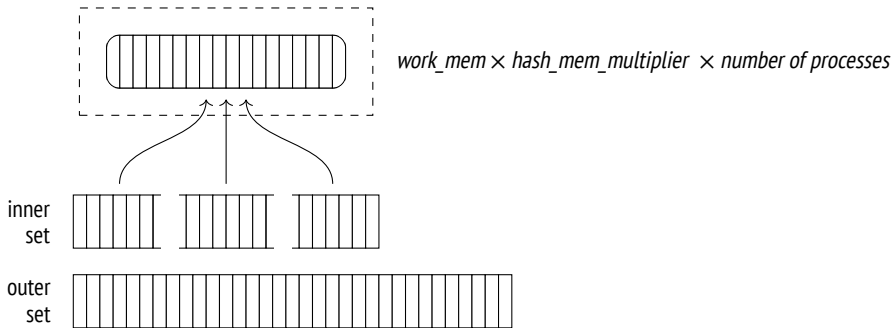 work_mem × hash_mem_multiplier × number of processes
inner
set
outer
set